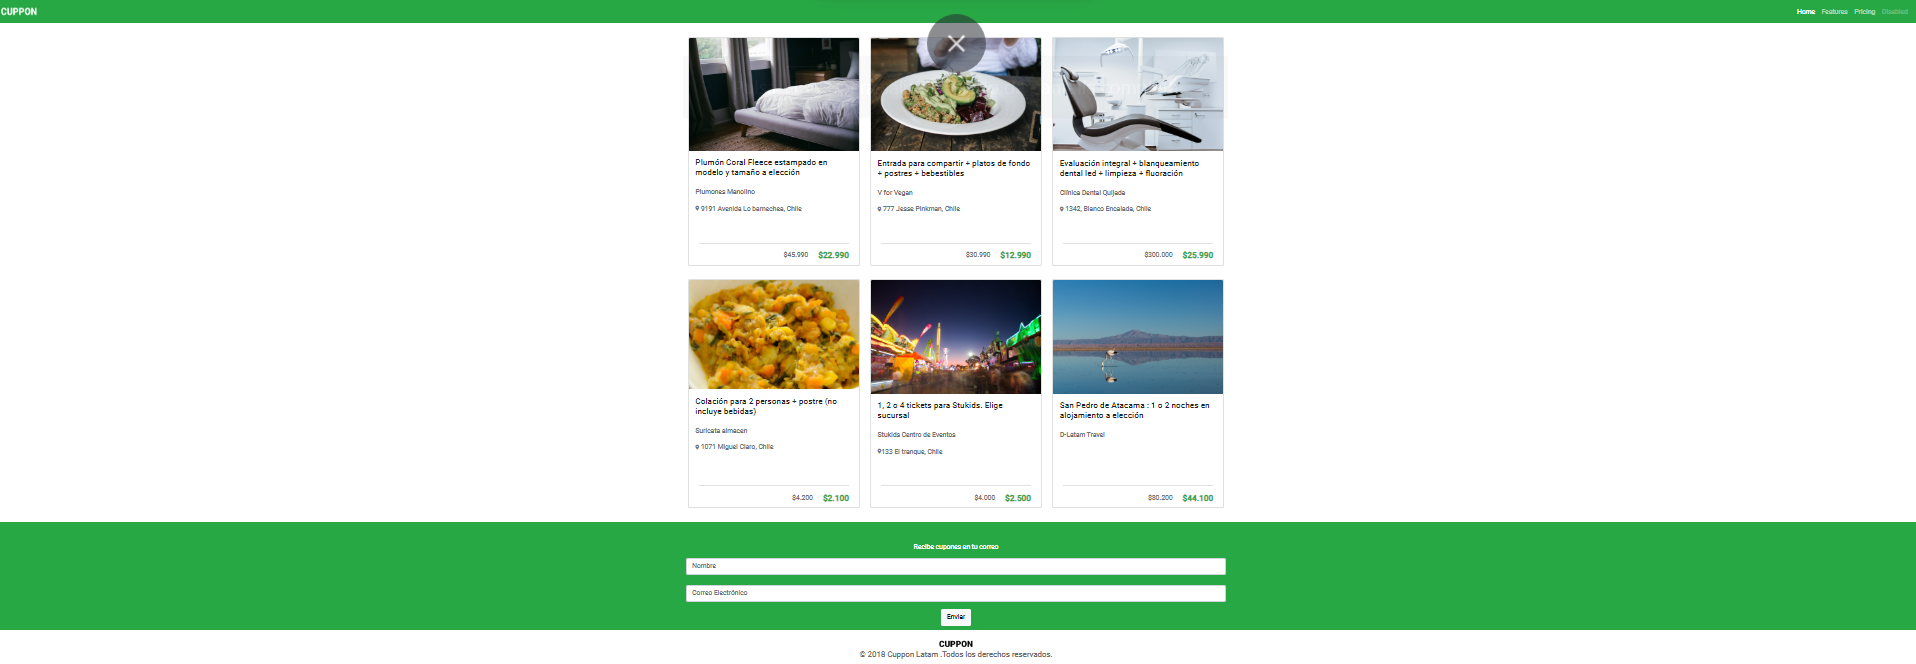 CUPPON
Home Features Pricing Disabled
Plumón Coral Fleece estampado en
modelo y tamaño a elección
Plumones Manolino
9191 Avenida Lo barnechea, Chile
$45.990 $22.990
Entrada para compartir + platos de fondo
+ postres + bebestibles
V for Vegan
777 Jesse Pinkman, Chile
$30.990 $12.990
Evaluación integral + blanqueamiento
dental led + limpieza + fluoración
Clínica Dental Quijada
1342, Blanco Encalada, Chile
$300.000 $25.990
Colación para 2 personas + postre (no
incluye bebidas)
Suricata almacen
1071 Miguel Claro, Chile
$4.200 $2.100
1, 2 o 4 tickets para Stukids. Elige
sucursal
Stukids Centro de Eventos
133 El tranque, Chile
$4.000 $2.500
San Pedro de Atacama : 1 o 2 noches en
alojamiento a elección
D-Latam Travel
$80.200 $44.100
Recibe cupones en tu correo
Nombre
Correo Electrónico
Enviar
CUPPON
© 2018 Cuppon Latam .Todos los derechos reservados.